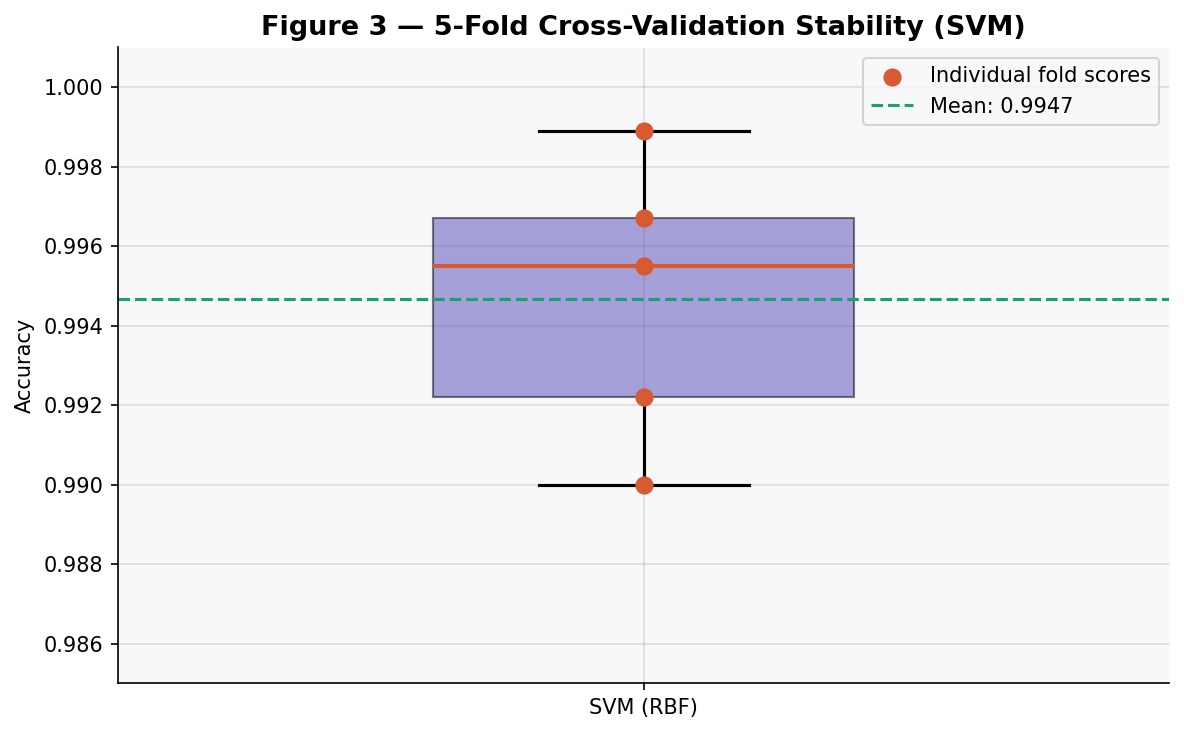 Figure 3 — 5-Fold Cross-Validation Stability (SVM)
Individual fold scores
Mean: 0.9947
1.000
0.998
0.996
0.994
0.992
0.990
0.988
0.986
Accuracy
SVM (RBF)